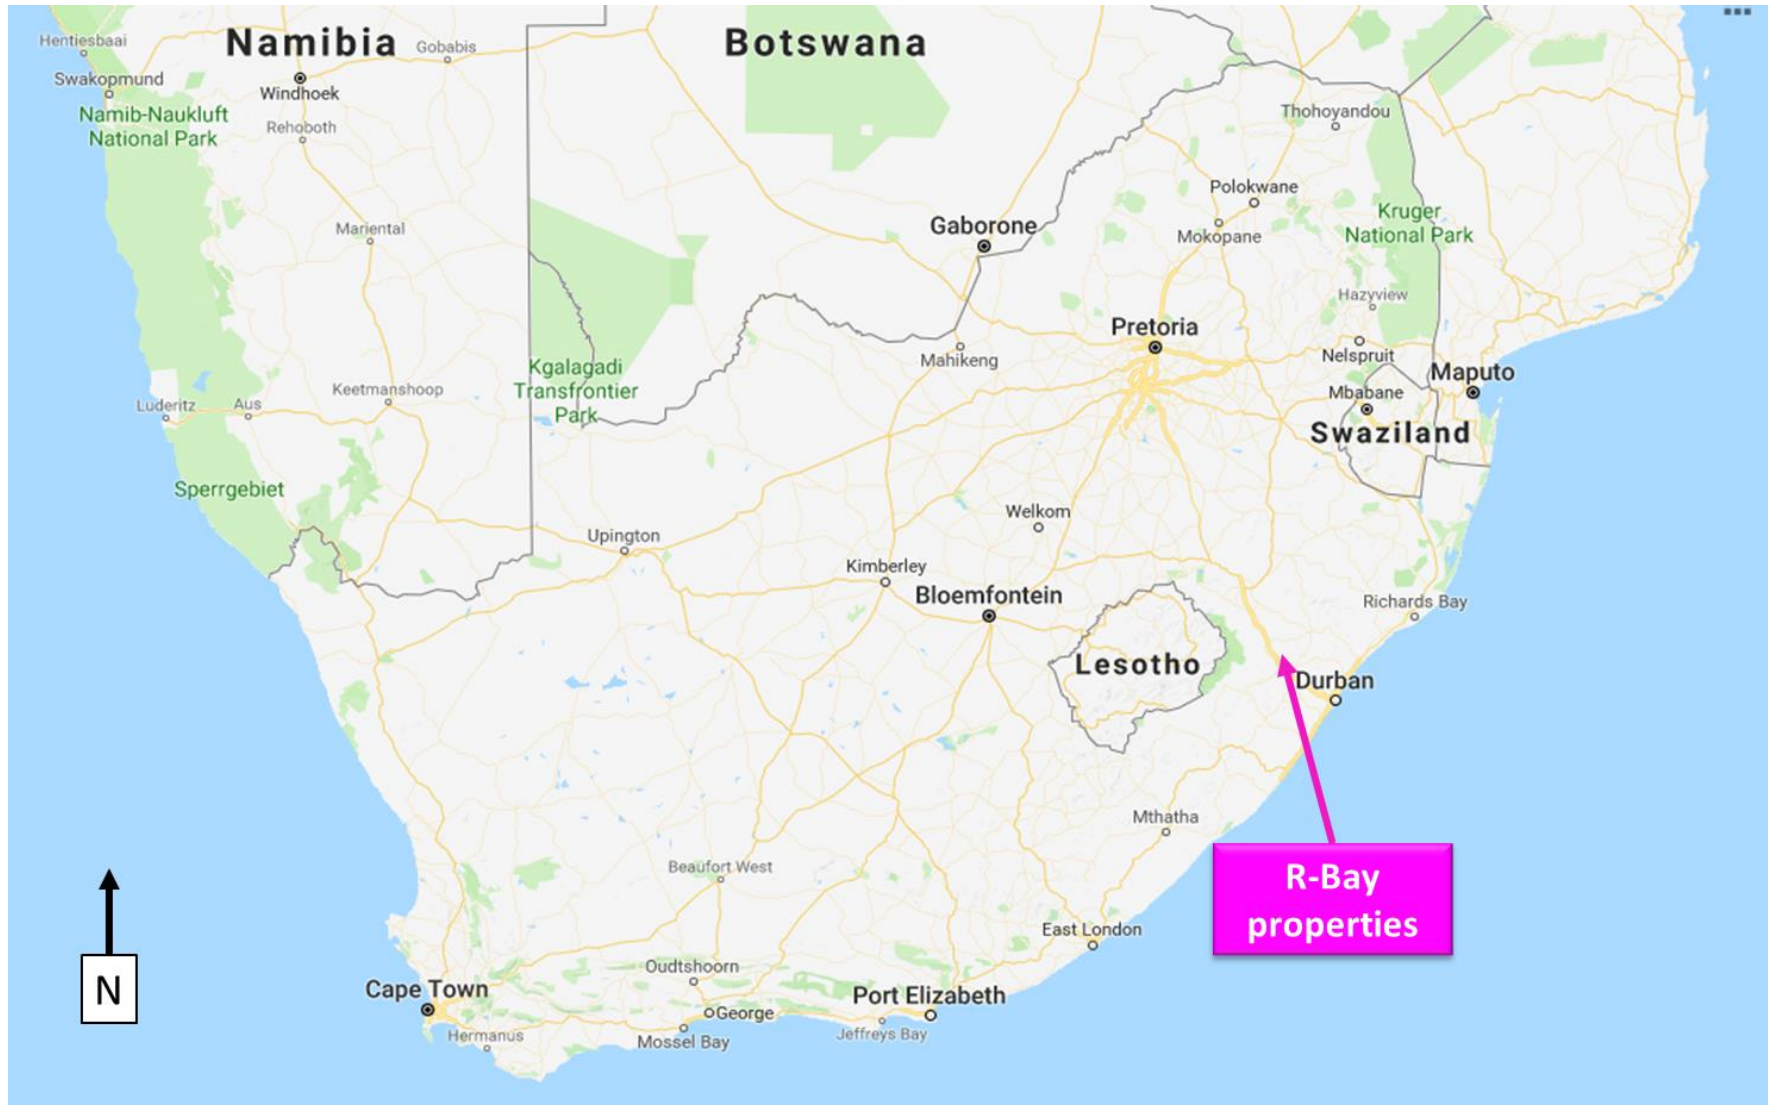 Hentiesbaai
Namibia
Gobabis
Botswana
Swakopmund
Windhoek
Namib-Naukluft
National Park
Rehoboth
Thohoyandou
Polokwane
Kruger
National Park
Mariental
Gaborone
Mokopane
Hazyview
Pretoria
Mahikeng
Nelspruit
Kgalagadi
Transfrontier
Park
Maputo
Mbabane
Keetmanshoop
Luderitz
Aus
Swaziland
Sperrgebiet
Welkom
Upington
Kimberley
Bloemfontein
Richards Bay
Lesotho
Durban
Mthatha
Beaufort West
R-Bay
properties
East London
Oudtshoorn
N
Cape Town
Port Elizabeth
George
Hermanus
Mossel Bay
Jeffreys Bay